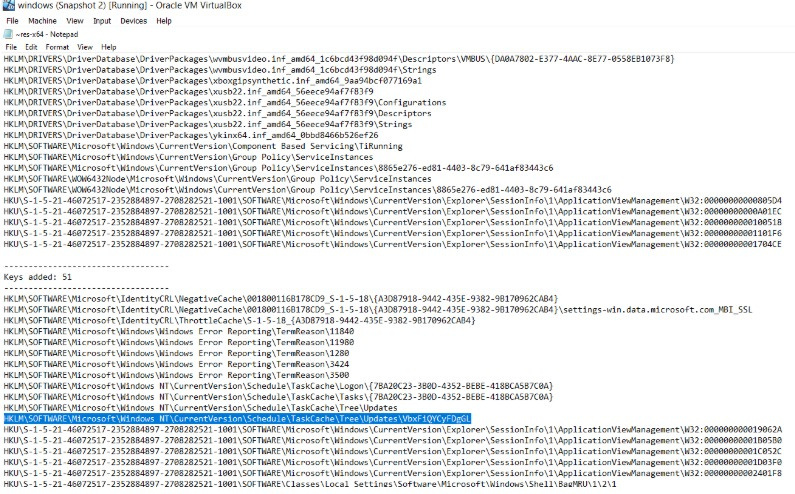 windows (Snapshot 2) [Running] - Oracle VM VirtualBox
File Machine View Input Devices Help
~res-x64 - Notepad
File Edit Format View Help
HKLM\DRIVERS\DriverDatabase\DriverPackages\wvmbusvideo.inf_amd64_1c6bcd43f98d094f\Descriptors\VMBUS\{DA0A7802-E377-4AAC-8E77-0558EB1073F8}
HKLM\DRIVERS\DriverDatabase\DriverPackages\wvmbusvideo.inf_amd64_1c6bcd43f98d094f\Strings
HKLM\DRIVERS\DriverDatabase\DriverPackages\xboxgipsynthetic.inf_amd64_9aa94bcf077169a1
HKLM\DRIVERS\DriverDatabase\DriverPackages\xusb22.inf_amd64_56eece94af7f83f9
HKLM\DRIVERS\DriverDatabase\DriverPackages\xusb22.inf_amd64_56eece94af7f83f9\Configurations
HKLM\DRIVERS\DriverDatabase\DriverPackages\xusb22.inf_amd64_56eece94af7f83f9\Descriptors
HKLM\DRIVERS\DriverDatabase\DriverPackages\xusb22.inf_amd64_56eece94af7f83f9\Strings
HKLM\DRIVERS\DriverDatabase\DriverPackages\ykinx64.inf_amd64_0bbd8466b526ef26
HKLM\SOFTWARE\Microsoft\Windows\CurrentVersion\Component Based Servicing\TiRunning
HKLM\SOFTWARE\Microsoft\Windows\CurrentVersion\Group Policy\ServiceInstances
HKLM\SOFTWARE\Microsoft\Windows\CurrentVersion\Group Policy\ServiceInstances\8865e276-ed81-4403-8c79-641af83443c6
HKLM\SOFTWARE\WOW6432Node\Microsoft\Windows\CurrentVersion\Group Policy\ServiceInstances
HKLM\SOFTWARE\WOW6432Node\Microsoft\Windows\CurrentVersion\Group Policy\ServiceInstances\8865e276-ed81-4403-8c79-641af83443c6
HKU\S-1-5-21-46072517-2352884897-2708282521-1001\SOFTWARE\Microsoft\Windows\CurrentVersion\Explorer\SessionInfo\1\ApplicationViewManagement\W32:00000000000805D4
HKU\S-1-5-21-46072517-2352884897-2708282521-1001\SOFTWARE\Microsoft\Windows\CurrentVersion\Explorer\SessionInfo\1\ApplicationViewManagement\W32:00000000000A01EC
HKU\S-1-5-21-46072517-2352884897-2708282521-1001\SOFTWARE\Microsoft\Windows\CurrentVersion\Explorer\SessionInfo\1\ApplicationViewManagement\W32:000000000010051B
HKU\S-1-5-21-46072517-2352884897-2708282521-1001\SOFTWARE\Microsoft\Windows\CurrentVersion\Explorer\SessionInfo\1\ApplicationViewManagement\W32:00000000001101F6
HKU\S-1-5-21-46072517-2352884897-2708282521-1001\SOFTWARE\Microsoft\Windows\CurrentVersion\Explorer\SessionInfo\1\ApplicationViewManagement\W32:00000000001704CE
----------------------------------
Keys added: 51
----------------------------------
HKLM\SOFTWARE\Microsoft\IdentityCRL\NegativeCache\001800116B178CD9_S-1-5-18\{A3D87918-9442-435E-9382-9B170962CAB4}
HKLM\SOFTWARE\Microsoft\IdentityCRL\NegativeCache\001800116B178CD9_S-1-5-18\{A3D87918-9442-435E-9382-9B170962CAB4}\settings-win.data.microsoft.com_MBI_SSL
HKLM\SOFTWARE\Microsoft\IdentityCRL\ThrottleCache\S-1-5-18_{A3D87918-9442-435E-9382-9B170962CAB4}
HKLM\SOFTWARE\Microsoft\Windows\Windows Error Reporting\TermReason\11840
HKLM\SOFTWARE\Microsoft\Windows\Windows Error Reporting\TermReason\11980
HKLM\SOFTWARE\Microsoft\Windows\Windows Error Reporting\TermReason\1280
HKLM\SOFTWARE\Microsoft\Windows\Windows Error Reporting\TermReason\3424
HKLM\SOFTWARE\Microsoft\Windows\Windows Error Reporting\TermReason\3500
HKLM\SOFTWARE\Microsoft\Windows NT\CurrentVersion\Schedule\TaskCache\Logon\{7BA20C23-3B0D-4352-BEBE-418BCA5B7C0A}
HKLM\SOFTWARE\Microsoft\Windows NT\CurrentVersion\Schedule\TaskCache\Tasks\{7BA20C23-3B0D-4352-BEBE-418BCA5B7C0A}
HKLM\SOFTWARE\Microsoft\Windows NT\CurrentVersion\Schedule\TaskCache\Tree\Updates
HKLM\SOFTWARE\Microsoft\Windows NT\CurrentVersion\Schedule\TaskCache\Tree\Updates\VbxFiQYCyFDgGL
HKU\S-1-5-21-46072517-2352884897-2708282521-1001\SOFTWARE\Microsoft\Windows\CurrentVersion\Explorer\SessionInfo\1\ApplicationViewManagement\W32:000000000019062A
HKU\S-1-5-21-46072517-2352884897-2708282521-1001\SOFTWARE\Microsoft\Windows\CurrentVersion\Explorer\SessionInfo\1\ApplicationViewManagement\W32:00000000001B05B0
HKU\S-1-5-21-46072517-2352884897-2708282521-1001\SOFTWARE\Microsoft\Windows\CurrentVersion\Explorer\SessionInfo\1\ApplicationViewManagement\W32:00000000001C052C
HKU\S-1-5-21-46072517-2352884897-2708282521-1001\SOFTWARE\Microsoft\Windows\CurrentVersion\Explorer\SessionInfo\1\ApplicationViewManagement\W32:00000000001D03F0
HKU\S-1-5-21-46072517-2352884897-2708282521-1001\SOFTWARE\Microsoft\Windows\CurrentVersion\Explorer\SessionInfo\1\ApplicationViewManagement\W32:00000000002401F8
HKU\S-1-5-21-46072517-2352884897-2708282521-1001\SOFTWARE\Classes\Local Settings\Software\Microsoft\Windows\Shell\BagMRU\1\2\1